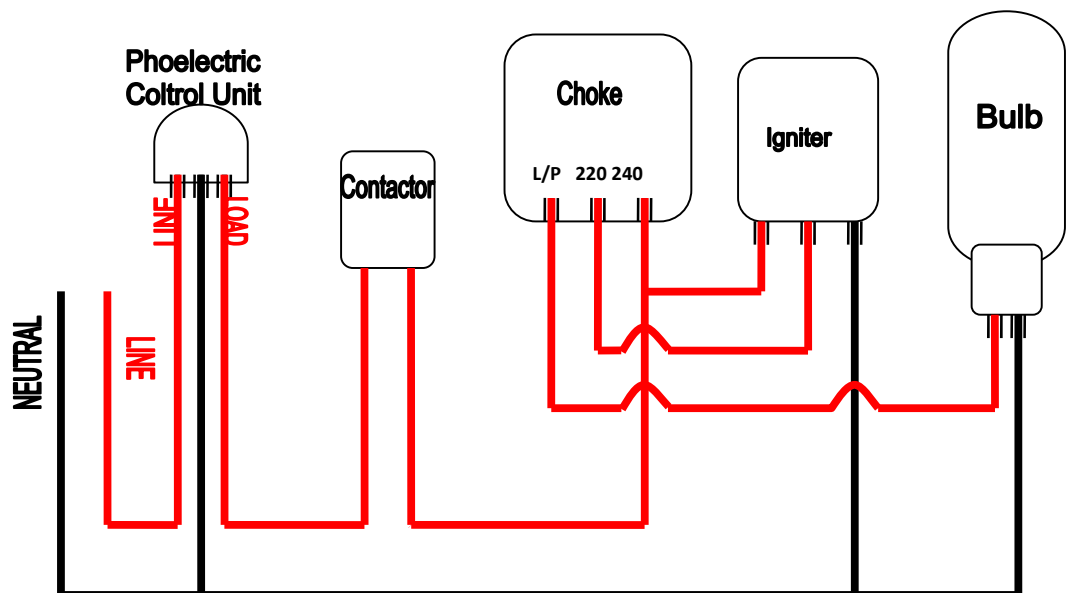 Phoelectric
Coltrol Unit
Contactor
Choke
L/P 220 240
Igniter
Bulb
LINE
LOAD
NEUTRAL
LINE